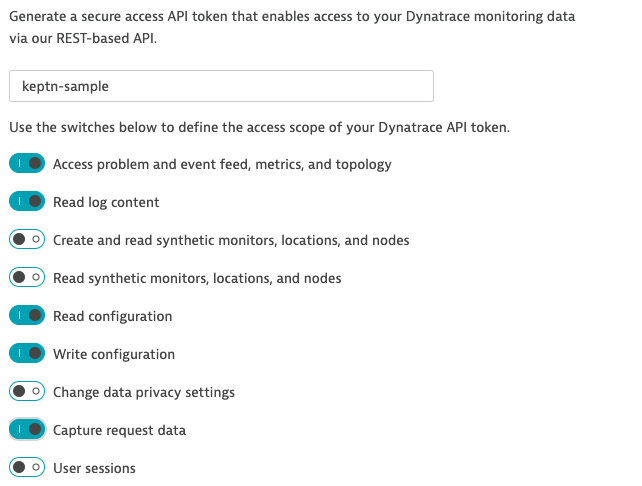 Generate a secure access API token that enables access to your Dynatrace monitoring data
via our REST-based API.
keptn-sample
Use the switches below to define the access scope of your Dynatrace API token.
Access problem and event feed, metrics, and topology
Read log content
Create and read synthetic monitors, locations, and nodes
Read synthetic monitors, locations, and nodes
Read configuration
Write configuration
Change data privacy settings
Capture request data
User sessions